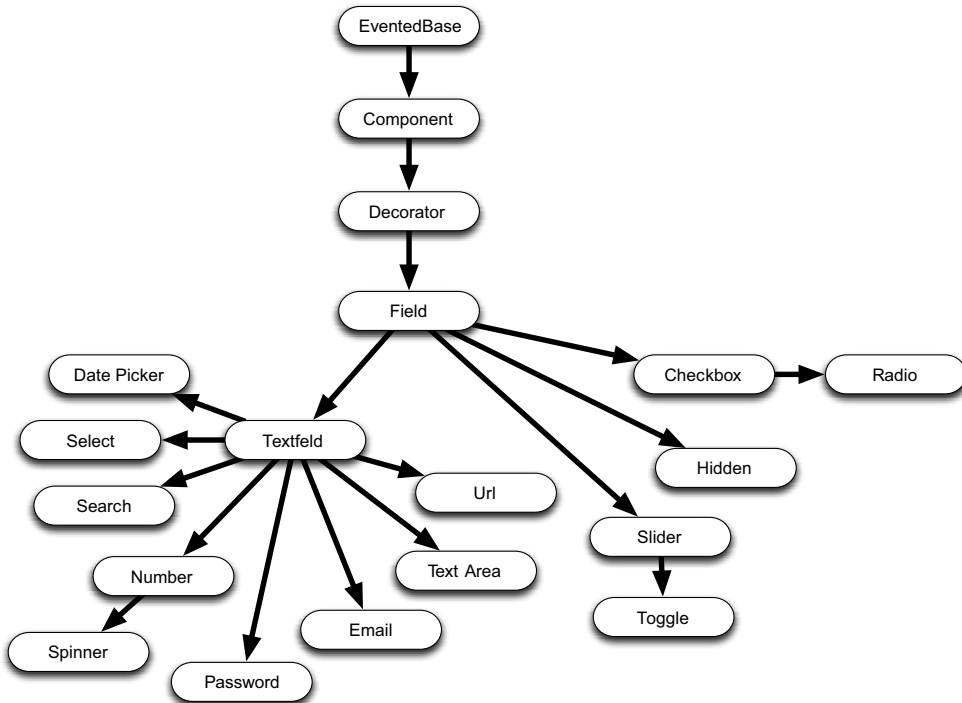 EventedBase
Component
Decorator
Field
Date Picker
Checkbox
Radio
Select
Textfeld
Hidden
Search
Url
Slider
Number
Text Area
Toggle
Email
Spinner
Password